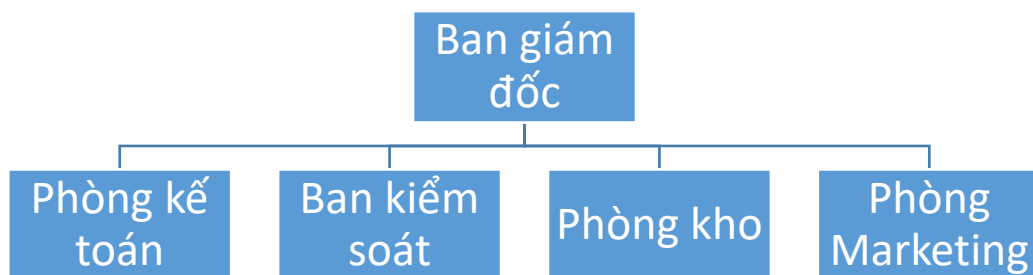 Ban giám
đốc
Phòng kế
toán
Ban kiểm
soát
Phòng kho
Phòng
Marketing